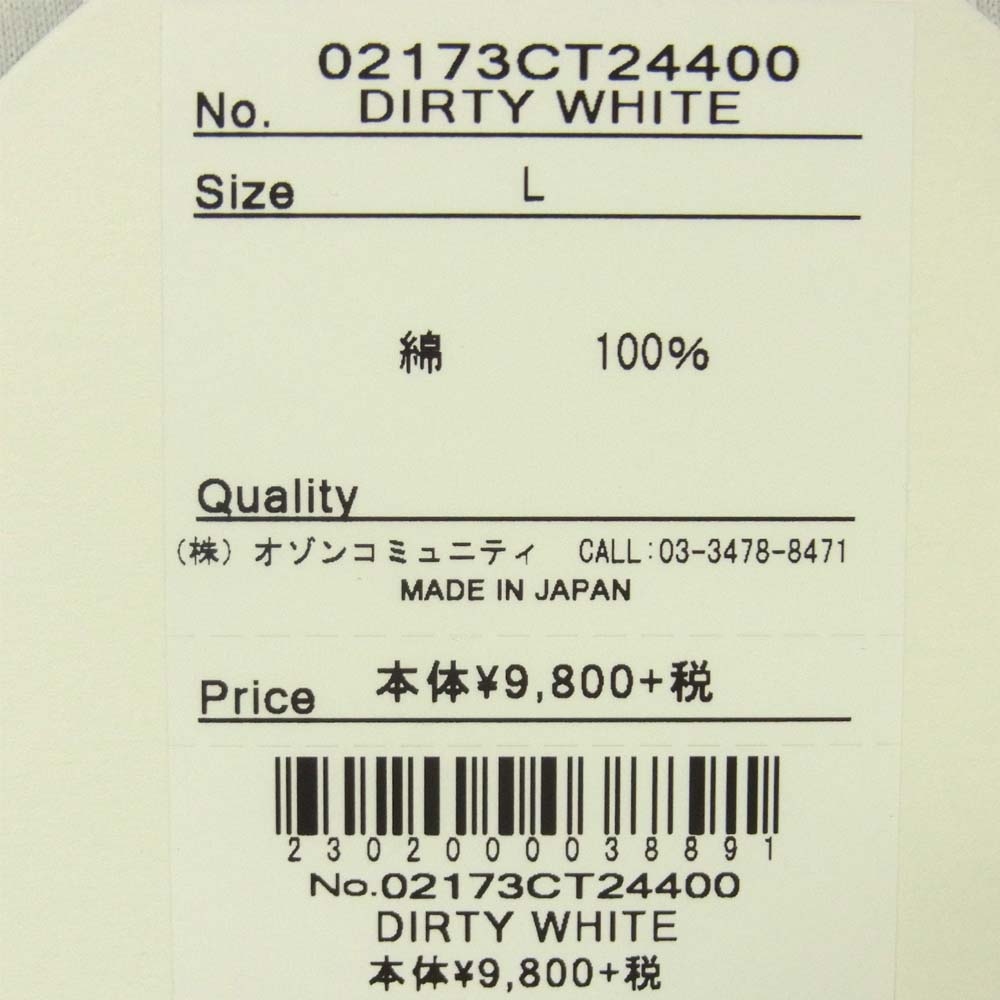 02173CT24400
No. DIRTY WHITE
Size L
綿 100%
Quality
(株) オゾンコミュニティ CALL:03-3478-8471
MADE IN JAPAN
Price 本体¥9,800+税
2302000038891
No.02173CT24400
DIRTY WHITE
本体¥9,800+税